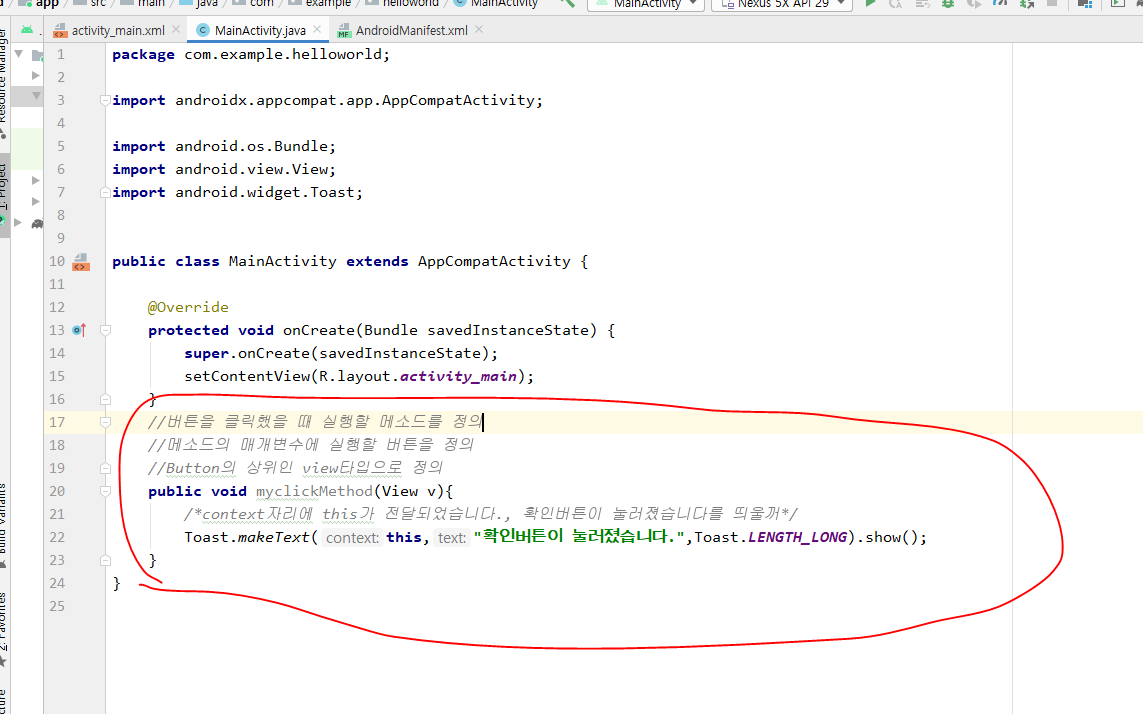 app src main java com example helloworld MainActivity MainActivity Nexus 5X API 29
activity_main.xml MainActivity.java AndroidManifest.xml
Resource Manager
1: Project
2: Favorites
1 package com.example.helloworld;
2
3 import androidx.appcompat.app.AppCompatActivity;
4
5 import android.os.Bundle;
6 import android.view.View;
7 import android.widget.Toast;
8
9
10 public class MainActivity extends AppCompatActivity {
11
12 @Override
13 protected void onCreate(Bundle savedInstanceState) {
14 super.onCreate(savedInstanceState);
15 setContentView(R.layout.activity_main);
16 }
17 //버튼을 클릭했을 때 실행할 메소드를 정의
18 //메소드의 매개변수에 실행할 버튼을 정의
19 //Button의 상위인 view타입으로 정의
20 public void myclickMethod(View v){
21 /*context자리에 this가 전달되었습니다., 확인버튼이 눌러졌습니다를 띄울꺼*/
22 Toast.makeText( context: this, text: "확인버튼이 눌러졌습니다.",Toast.LENGTH_LONG).show();
23 }
24 }
25